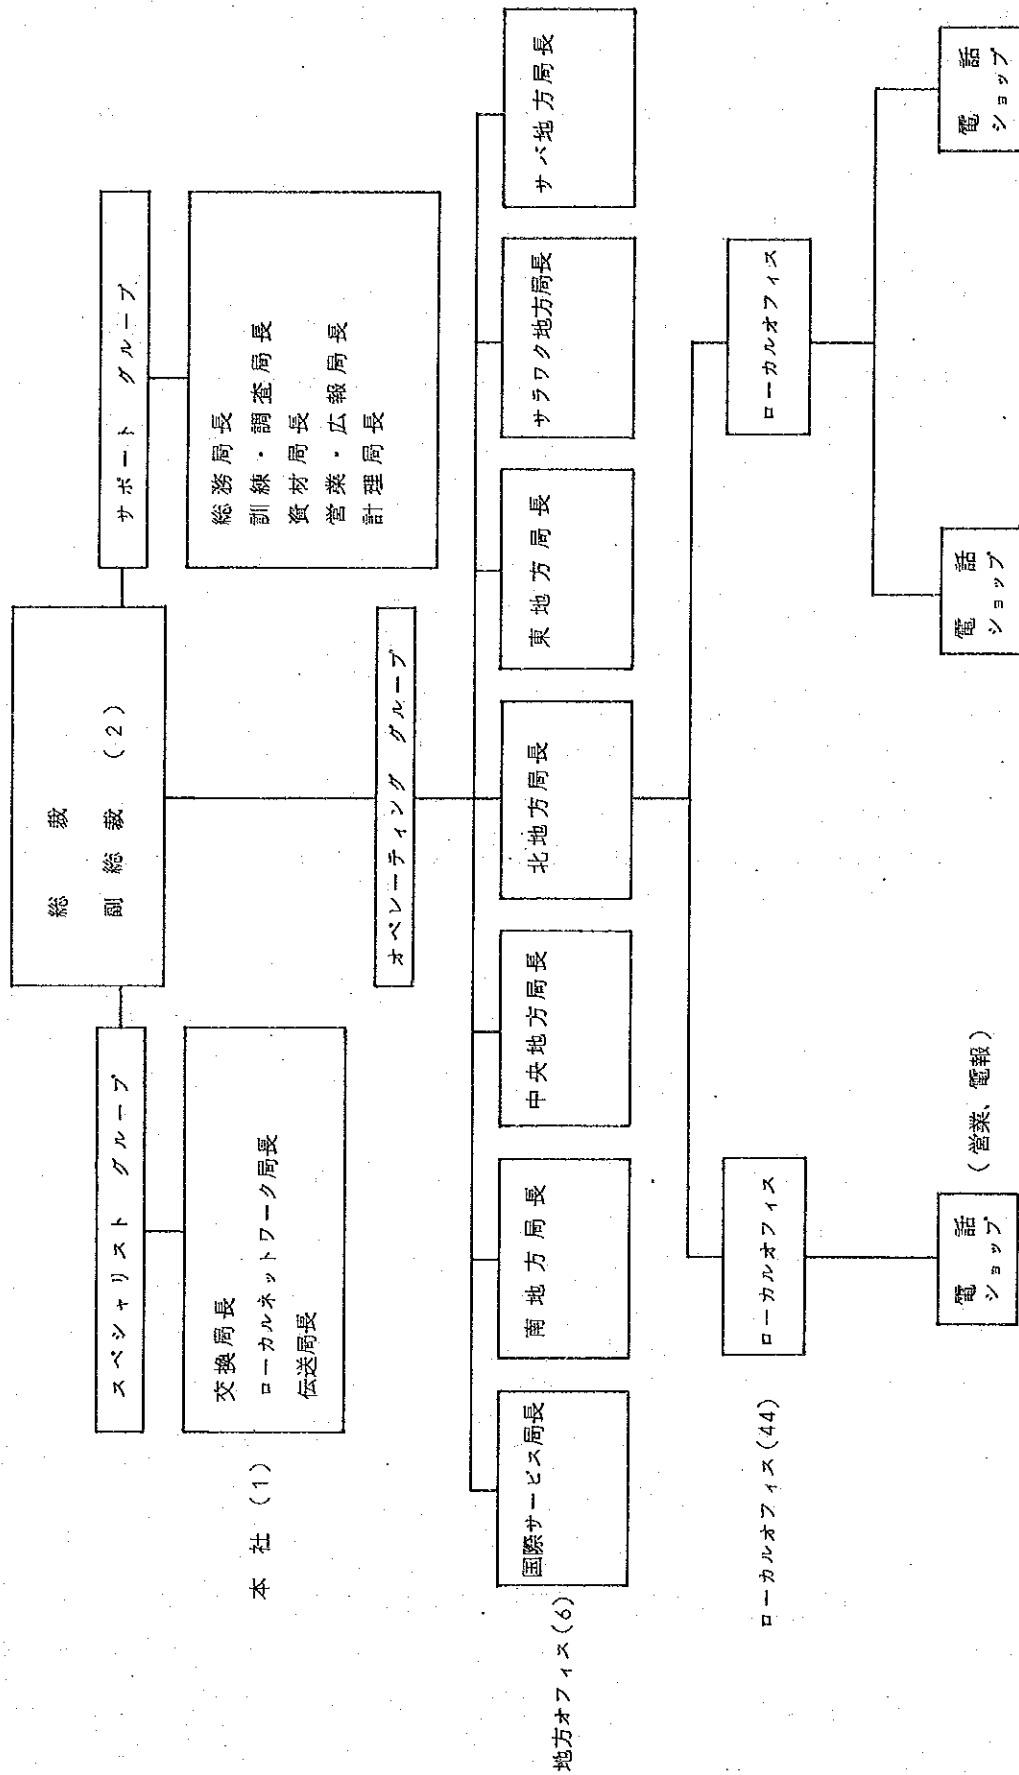 総裁
副総裁 (2)
スペシャリスト グループ
サポート グループ
交換局長
ローカルネットワーク局長
伝送局長
総務局長
訓練・調査局長
資材局長
営業・広報局長
計理局長
本社 (1)
オペレーティング グループ
国際サービス局長
南地方局長
中央地方局長
北地方局長
東地方局長
サラワク地方局長
サバ地方局長
地方オフィス(6)
ローカルオフィス
ローカルオフィス
ローカルオフィス(44)
電話
ショップ
(営業、電報)
電話
ショップ
電話
ショップ